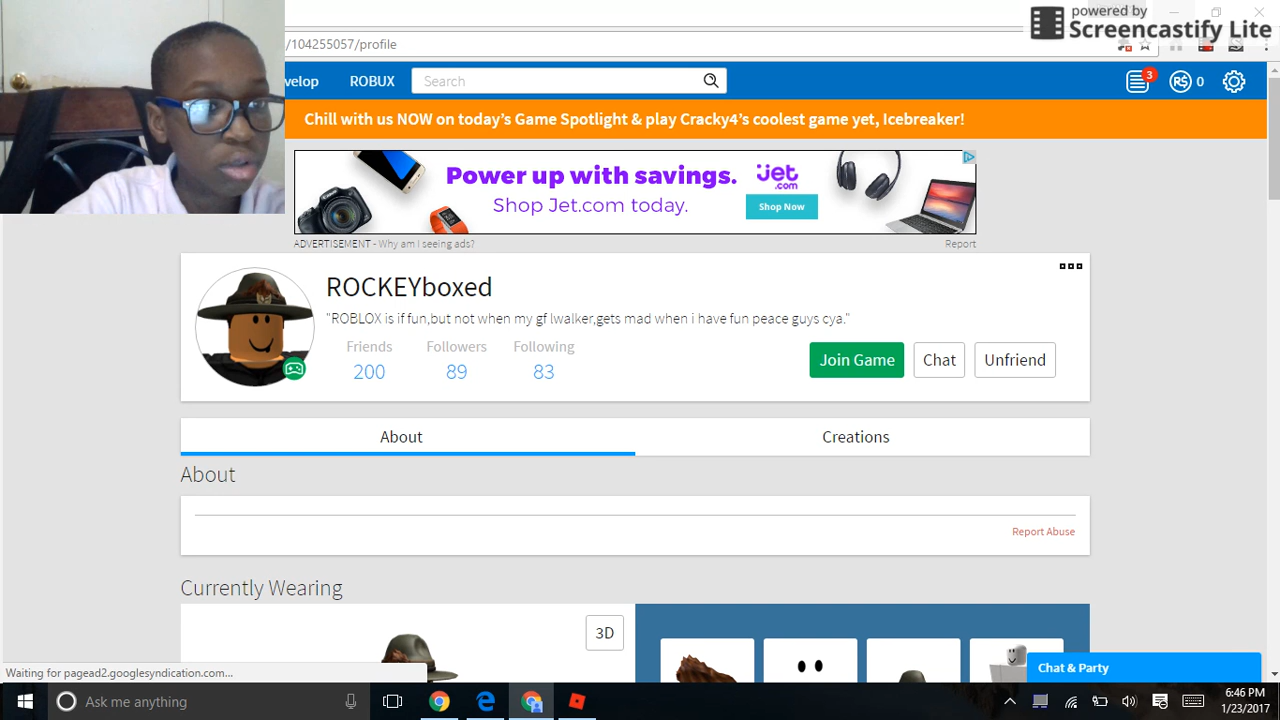 powered by
Screencastify Lite
/104255057/profile
velop ROBUX Search 3 R$ 0
Chill with us NOW on today's Game Spotlight & play Cracky4's coolest game yet, Icebreaker!
Power up with savings. Jet.com
Shop Jet.com today. Shop Now
ADVERTISEMENT - Why am I seeing ads? Report
ROCKEYboxed
"ROBLOX is if fun,but not when my gf lwalker,gets mad when i have fun peace guys cya."
Friends Followers Following
200 89 83
Join Game Chat Unfriend
About Creations
About
Report Abuse
Currently Wearing
3D
Chat & Party
Waiting for pagead2.googlesyndication.com...
Ask me anything
6:46 PM
1/23/2017